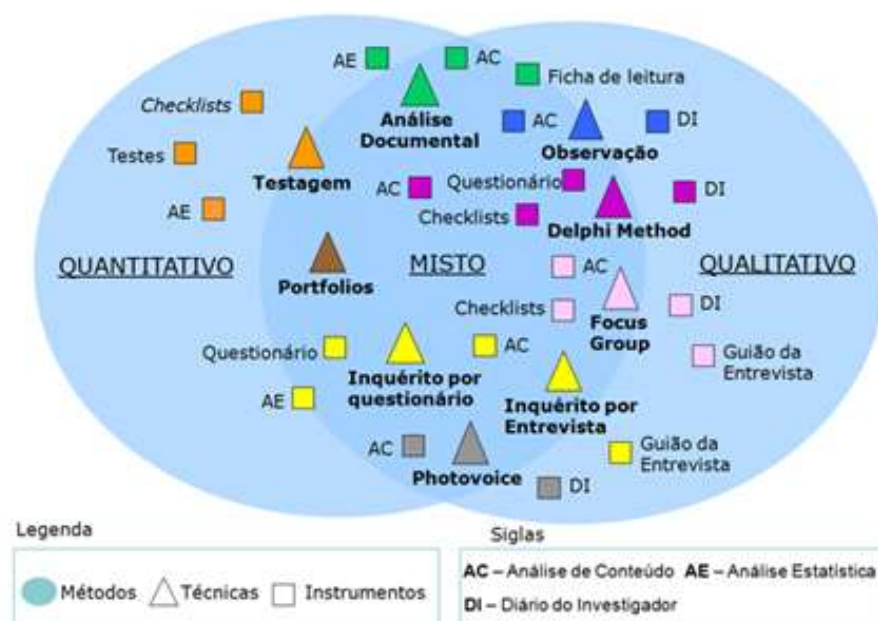 AE
AC
Ficha de leitura
Checklists
Análise
Documental
AC
DI
Observação
Testes
Testagem
AC
Questionário
DI
Checklists
Delphi Method
AE
QUANTITATIVO
MISTO
QUALITATIVO
Portfolios
AC
Checklists
DI
Focus
Group
Questionário
AC
Guião da
Entrevista
Inquérito por
questionário
AE
Inquérito por
Entrevista
AC
Photovoice
Guião da
Entrevista
DI
Legenda
Métodos
Técnicas
Instrumentos
Siglas
AC – Análise de Conteúdo AE – Análise Estatística
DI – Diário do Investigador